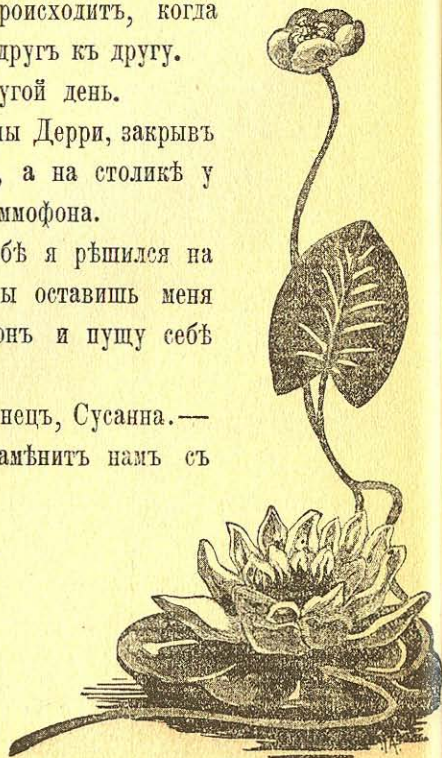 роисходитъ, когда
другъ къ другу.
угой день.
ны Дерри, закрывъ
, а на столикѣ у
ммофона.
бѣ я рѣшился на
ы оставишь меня
онъ и пущу себѣ
нецъ, Сусанна.—
амѣнитъ намъ съ